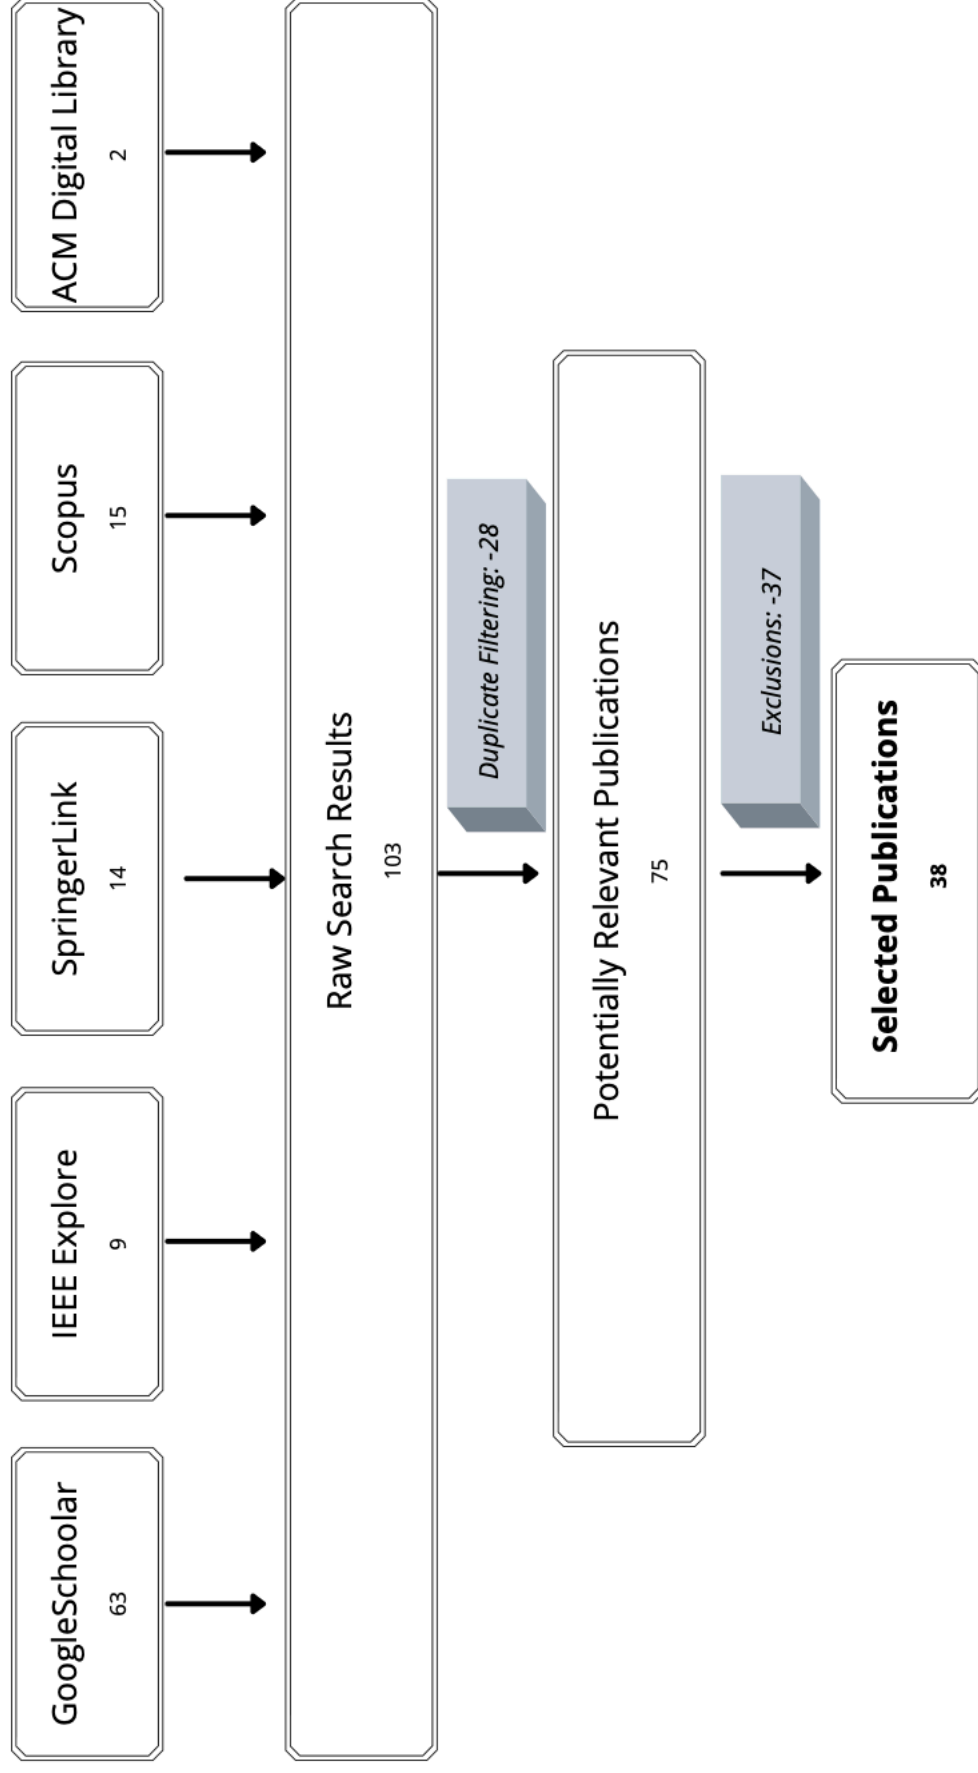 GoogleSchoolar
63
IEEE Explore
9
SpringerLink
14
Scopus
15
ACM Digital Library
2
Raw Search Results
103
Duplicate Filtering: -28
Potentially Relevant Publications
75
Exclusions: -37
Selected Publications
38